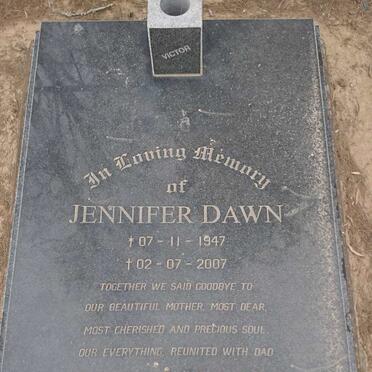 VICTOR
In Loving Memory
of
JENNIFER DAWN
† 07 - 11 - 1947
† 02 - 07 - 2007
TOGETHER WE SAID GOODBYE TO
OUR BEAUTIFUL MOTHER, MOST DEAR,
MOST CHERISHED AND PRECIOUS SOUL.
OUR EVERYTHING, REUNITED WITH DAD